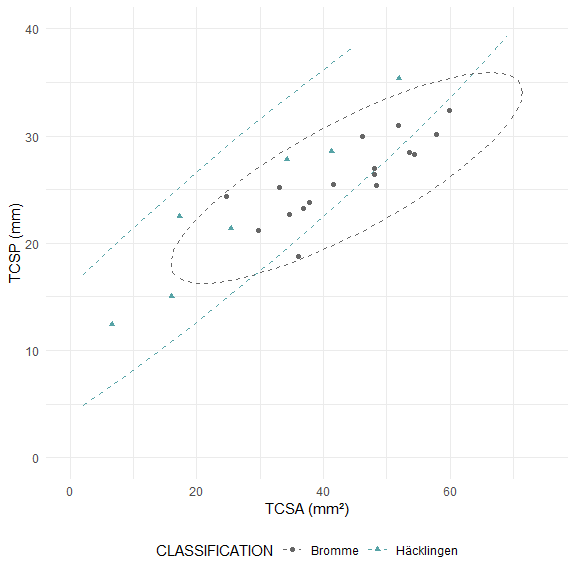 40
30
20
10
0
TCSP (mm)
0 20 40 60
TCSA (mm²)
CLASSIFICATION Bromme Häcklingen